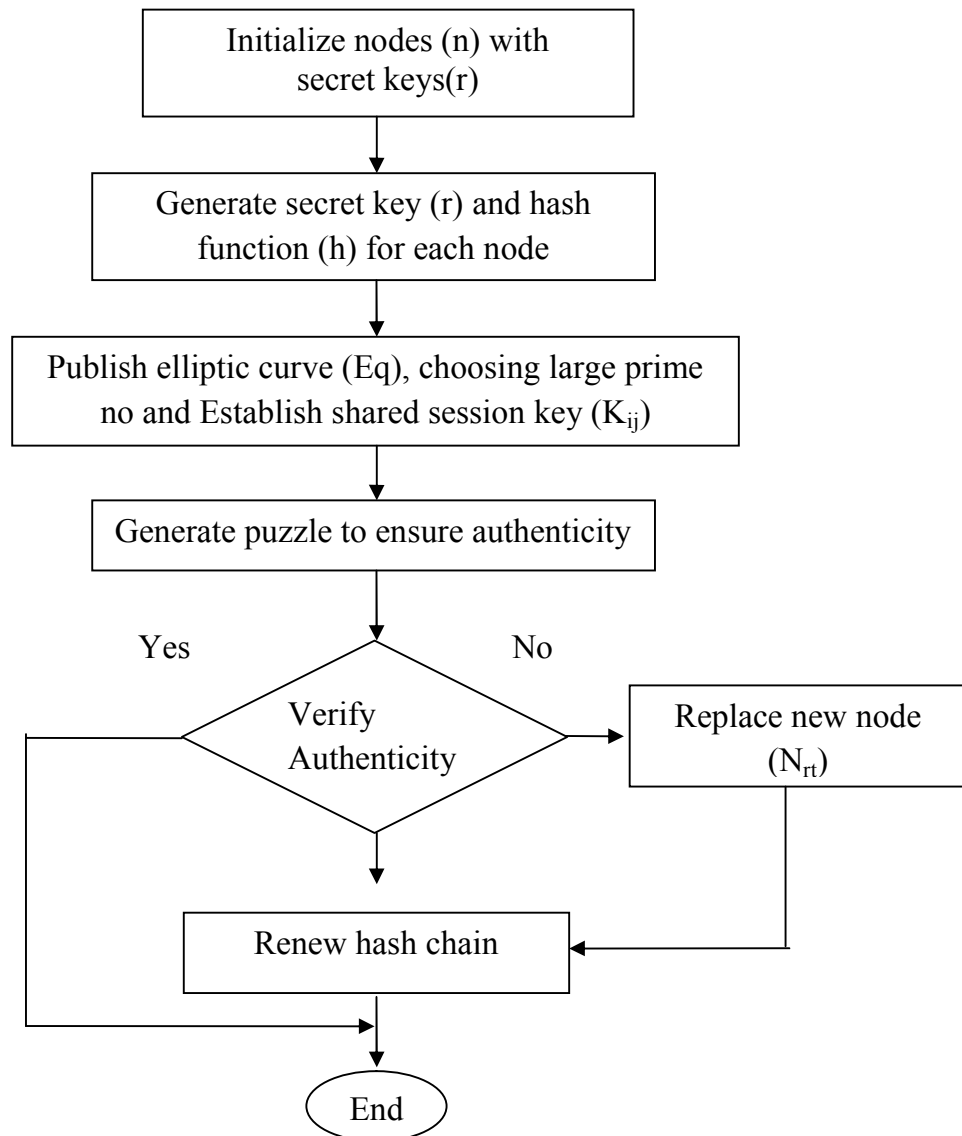 Initialize nodes (n) with
secret keys(r)
Generate secret key (r) and hash
function (h) for each node
Publish elliptic curve (Eq), choosing large prime
no and Establish shared session key (Kij)
Generate puzzle to ensure authenticity
Yes
No
Verify
Authenticity
Replace new node
(Nrt)
Renew hash chain
End